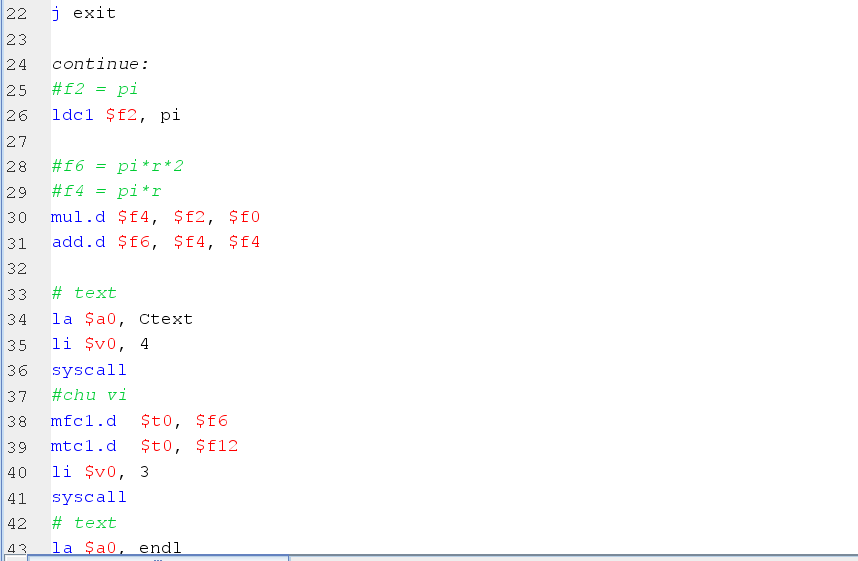 22 j exit
23
24 continue:
25 #f2 = pi
26 ldc1 $f2, pi
27
28 #f6 = pi*r*2
29 #f4 = pi*r
30 mul.d $f4, $f2, $f0
31 add.d $f6, $f4, $f4
32
33 # text
34 la $a0, Ctext
35 li $v0, 4
36 syscall
37 #chu vi
38 mfc1.d  $t0, $f6
39 mtc1.d  $t0, $f12
40 li $v0, 3
41 syscall
42 # text
43 la $a0, endl